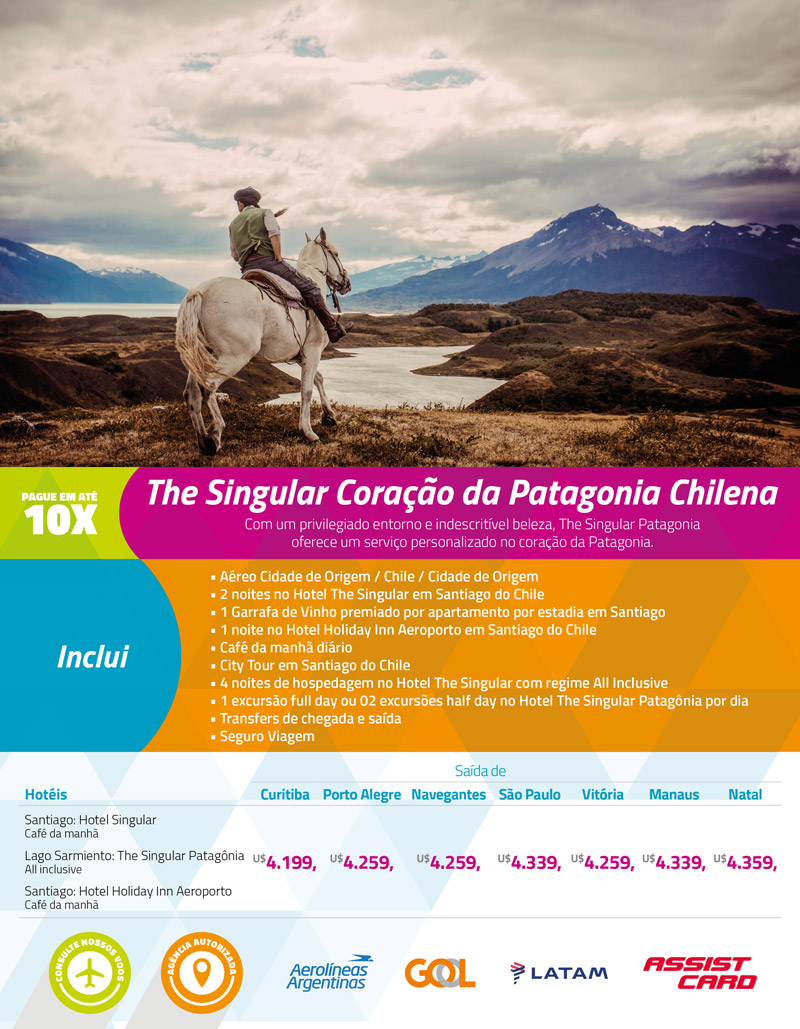 PAGUE EM ATÉ
10X
The Singular Coração da Patagonia Chilena
Com um privilegiado entorno e indescritível beleza, The Singular Patagonia
oferece um serviço personalizado no coração da Patagonia.
Inclui
▪ Aéreo Cidade de Origem / Chile / Cidade de Origem
▪ 2 noites no Hotel The Singular em Santiago do Chile
▪ 1 Garrafa de Vinho premiado por apartamento por estadia em Santiago
▪ 1 noite no Hotel Holiday Inn Aeroporto em Santiago do Chile
▪ Café da manhã diário
▪ City Tour em Santiago do Chile
▪ 4 noites de hospedagem no Hotel The Singular com regime All Inclusive
▪ 1 excursão full day ou 02 excursões half day no Hotel The Singular Patagônia por dia
▪ Transfers de chegada e saída
▪ Seguro Viagem
Saída de
Hotéis Curitiba Porto Alegre Navegantes São Paulo Vitória Manaus Natal
Santiago: Hotel Singular
Café da manhã
Lago Sarmiento: The Singular Patagônia U$4.199, U$4.259, U$4.259, U$4.339, U$4.259, U$4.339, U$4.359,
All inclusive
Santiago: Hotel Holiday Inn Aeroporto
Café da manhã
CONSULTE NOSSOS VOOS
AGÊNCIA AUTORIZADA
Aerolíneas
Argentinas
GOL
LATAM
ASSIST
CARD